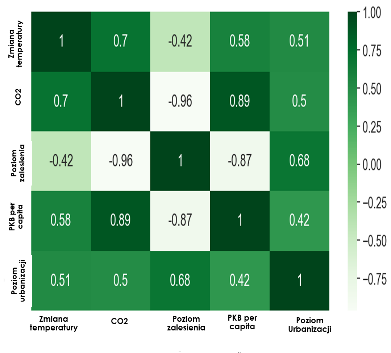 Zmiana
temperatury
1 0.7 -0.42 0.58 0.51
CO2
0.7 1 -0.96 0.89 0.5
Poziom
zalesienia
-0.42 -0.96 1 -0.87 0.68
PKB per
capita
0.58 0.89 -0.87 1 0.42
Poziom
urbanizacji
0.51 0.5 0.68 0.42 1
Zmiana
temperatury
CO2
Poziom
zalesienia
PKB per
capita
Poziom
Urbanizacji
1.00
0.75
0.50
0.25
0.00
-0.25
-0.50
-0.75